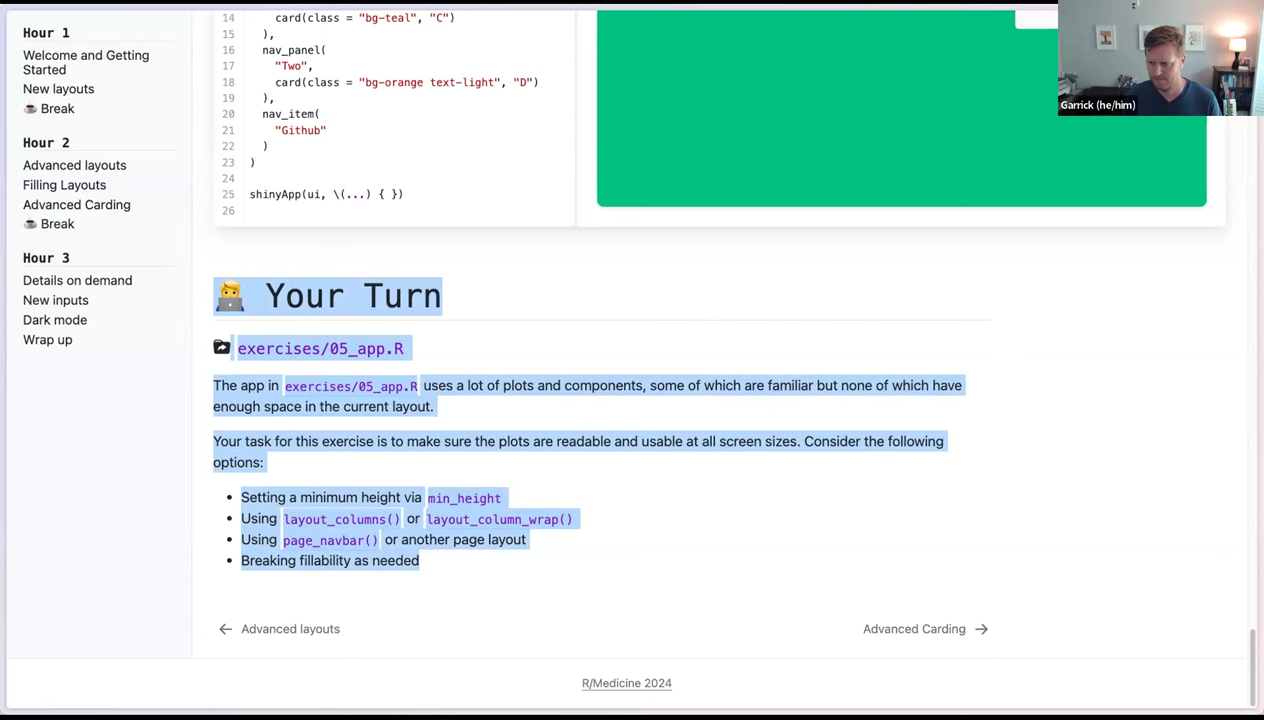 Hour 1
Welcome and Getting
Started
New layouts
☕ Break
Hour 2
Advanced layouts
Filling Layouts
Advanced Carding
☕ Break
Hour 3
Details on demand
New inputs
Dark mode
Wrap up
14 card(class = "bg-teal", "C")
15 ),
16 nav_panel(
17 "Two",
18 card(class = "bg-orange text-light", "D")
19 ),
20 nav_item(
21 "Github"
22 )
23 )
24
25 shinyApp(ui, \(...) { })
26
Garrick (he/him)
🧑‍💻 Your Turn
exercises/05_app.R
The app in exercises/05_app.R uses a lot of plots and components, some of which are familiar but none of which have
enough space in the current layout.
Your task for this exercise is to make sure the plots are readable and usable at all screen sizes. Consider the following
options:
• Setting a minimum height via min_height
• Using layout_columns() or layout_column_wrap()
• Using page_navbar() or another page layout
• Breaking fillability as needed
← Advanced layouts
Advanced Carding →
R/Medicine 2024